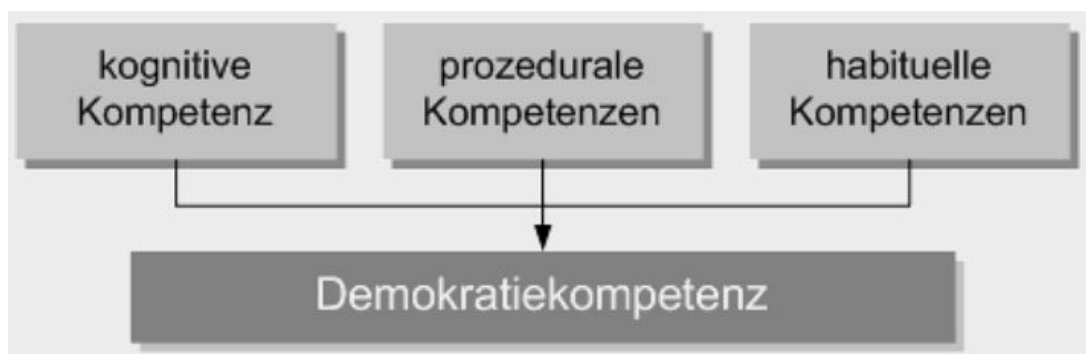 kognitive
Kompetenz
prozedurale
Kompetenzen
habituelle
Kompetenzen
Demokratiekompetenz